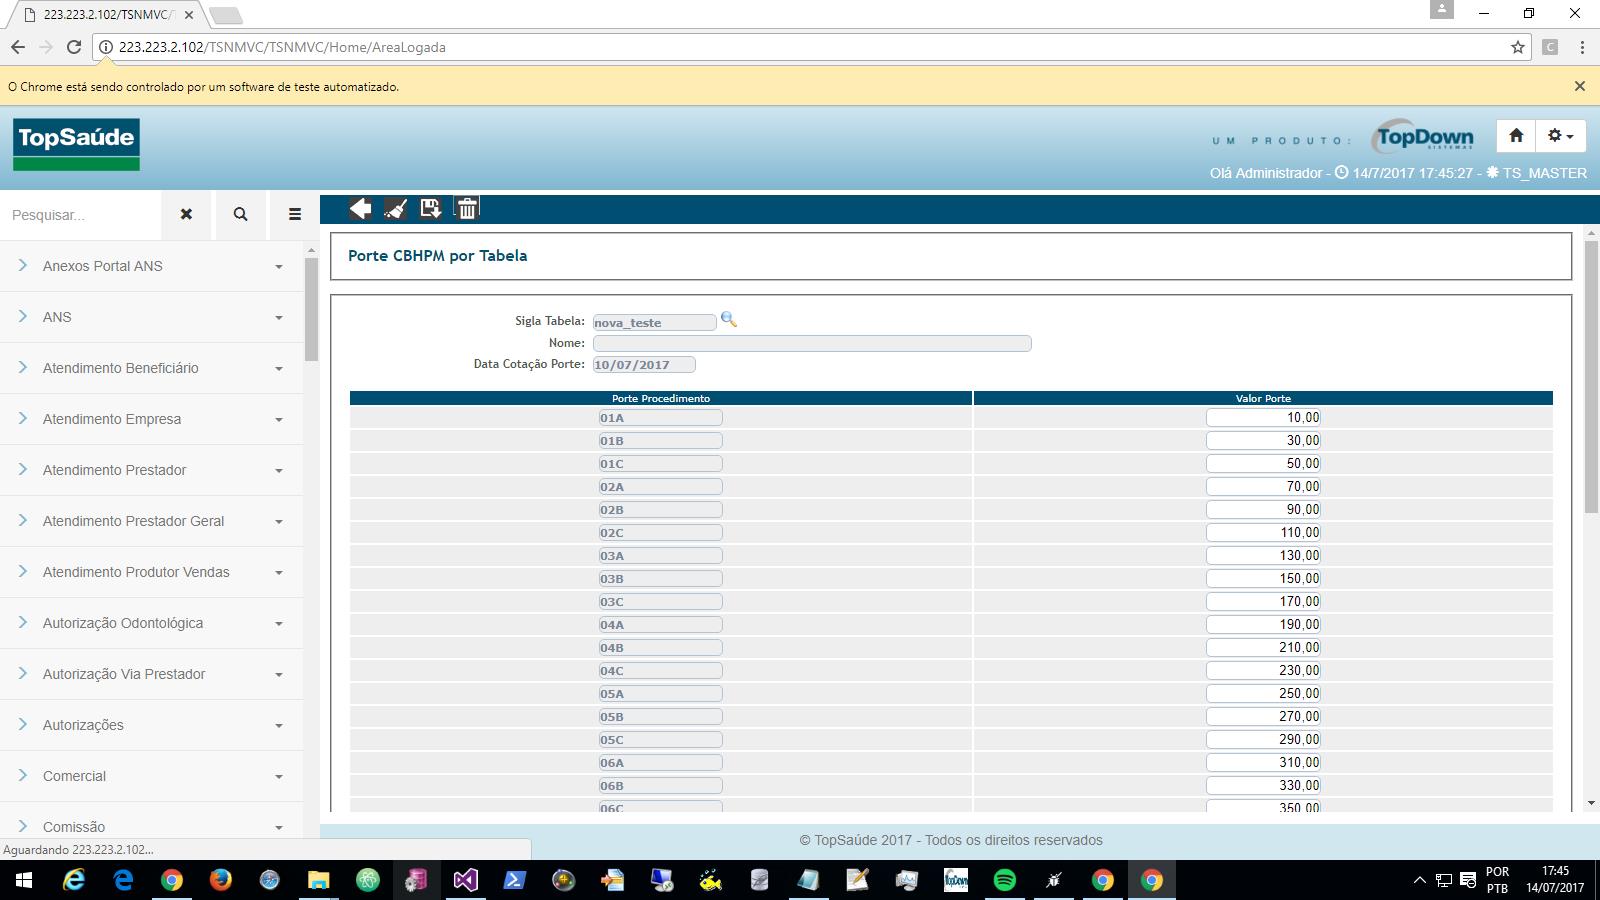 223.223.2.102/TSNMVC/T
223.223.2.102/TSNMVC/TSNMVC/Home/AreaLogada
C
O Chrome está sendo controlado por um software de teste automatizado.
TopSaúde
UM PRODUTO:
TopDown
SISTEMAS
Olá Administrador - 14/7/2017 17:45:27 - TS_MASTER
Pesquisar...
Anexos Portal ANS
ANS
Atendimento Beneficiário
Atendimento Empresa
Atendimento Prestador
Atendimento Prestador Geral
Atendimento Produtor Vendas
Autorização Odontológica
Autorização Via Prestador
Autorizações
Comercial
Comissão
Porte CBHPM por Tabela
Sigla Tabela: nova_teste
Nome:
Data Cotação Porte: 10/07/2017
Porte Procedimento Valor Porte
01A 10,00
01B 30,00
01C 50,00
02A 70,00
02B 90,00
02C 110,00
03A 130,00
03B 150,00
03C 170,00
04A 190,00
04B 210,00
04C 230,00
05A 250,00
05B 270,00
05C 290,00
06A 310,00
06B 330,00
06C 350,00
© TopSaúde 2017 - Todos os direitos reservados
Aguardando 223.223.2.102...
TopDown
POR
PTB
17:45
14/07/2017